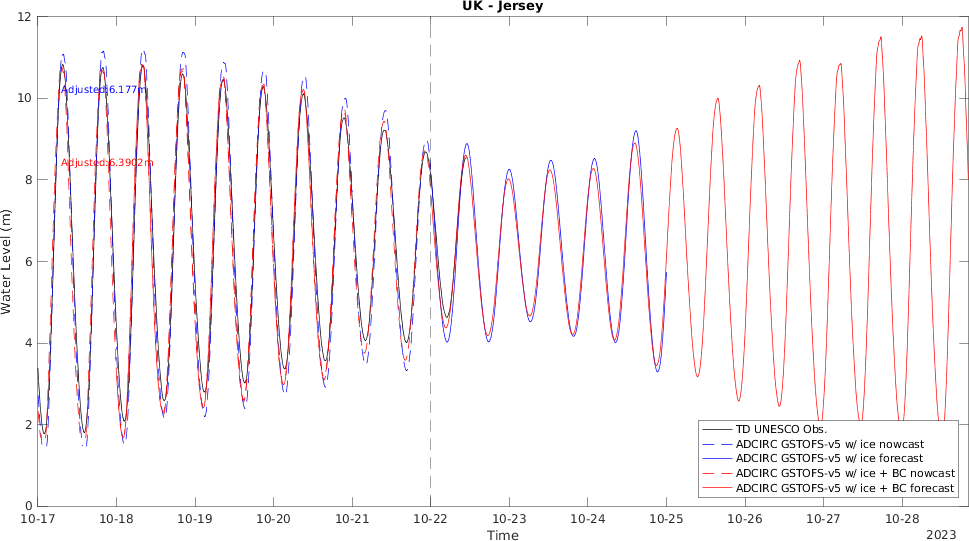 UK - Jersey
12
10
8
6
4
2
0
Water Level (m)
Adjusted:6.177m
Adjusted:6.3902m
TD UNESCO Obs.
ADCIRC GSTOFS-v5 w/ ice nowcast
ADCIRC GSTOFS-v5 w/ ice forecast
ADCIRC GSTOFS-v5 w/ ice + BC nowcast
ADCIRC GSTOFS-v5 w/ ice + BC forecast
10-17 10-18 10-19 10-20 10-21 10-22 10-23 10-24 10-25 10-26 10-27 10-28
Time
2023